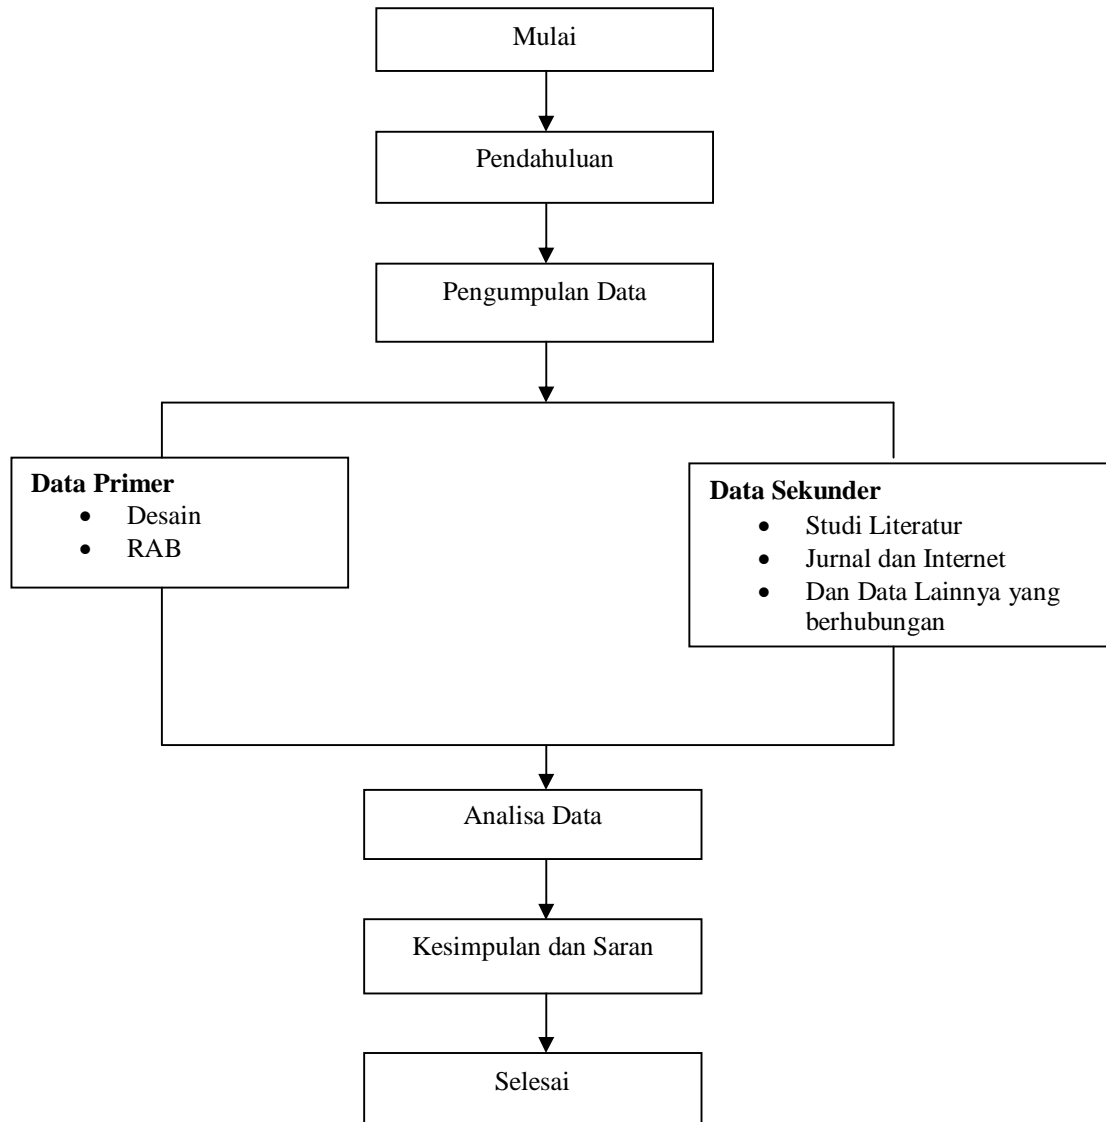 Mulai
Pendahuluan
Pengumpulan Data
Data Primer
• Desain
• RAB
Data Sekunder
• Studi Literatur
• Jurnal dan Internet
• Dan Data Lainnya yang
berhubungan
Analisa Data
Kesimpulan dan Saran
Selesai